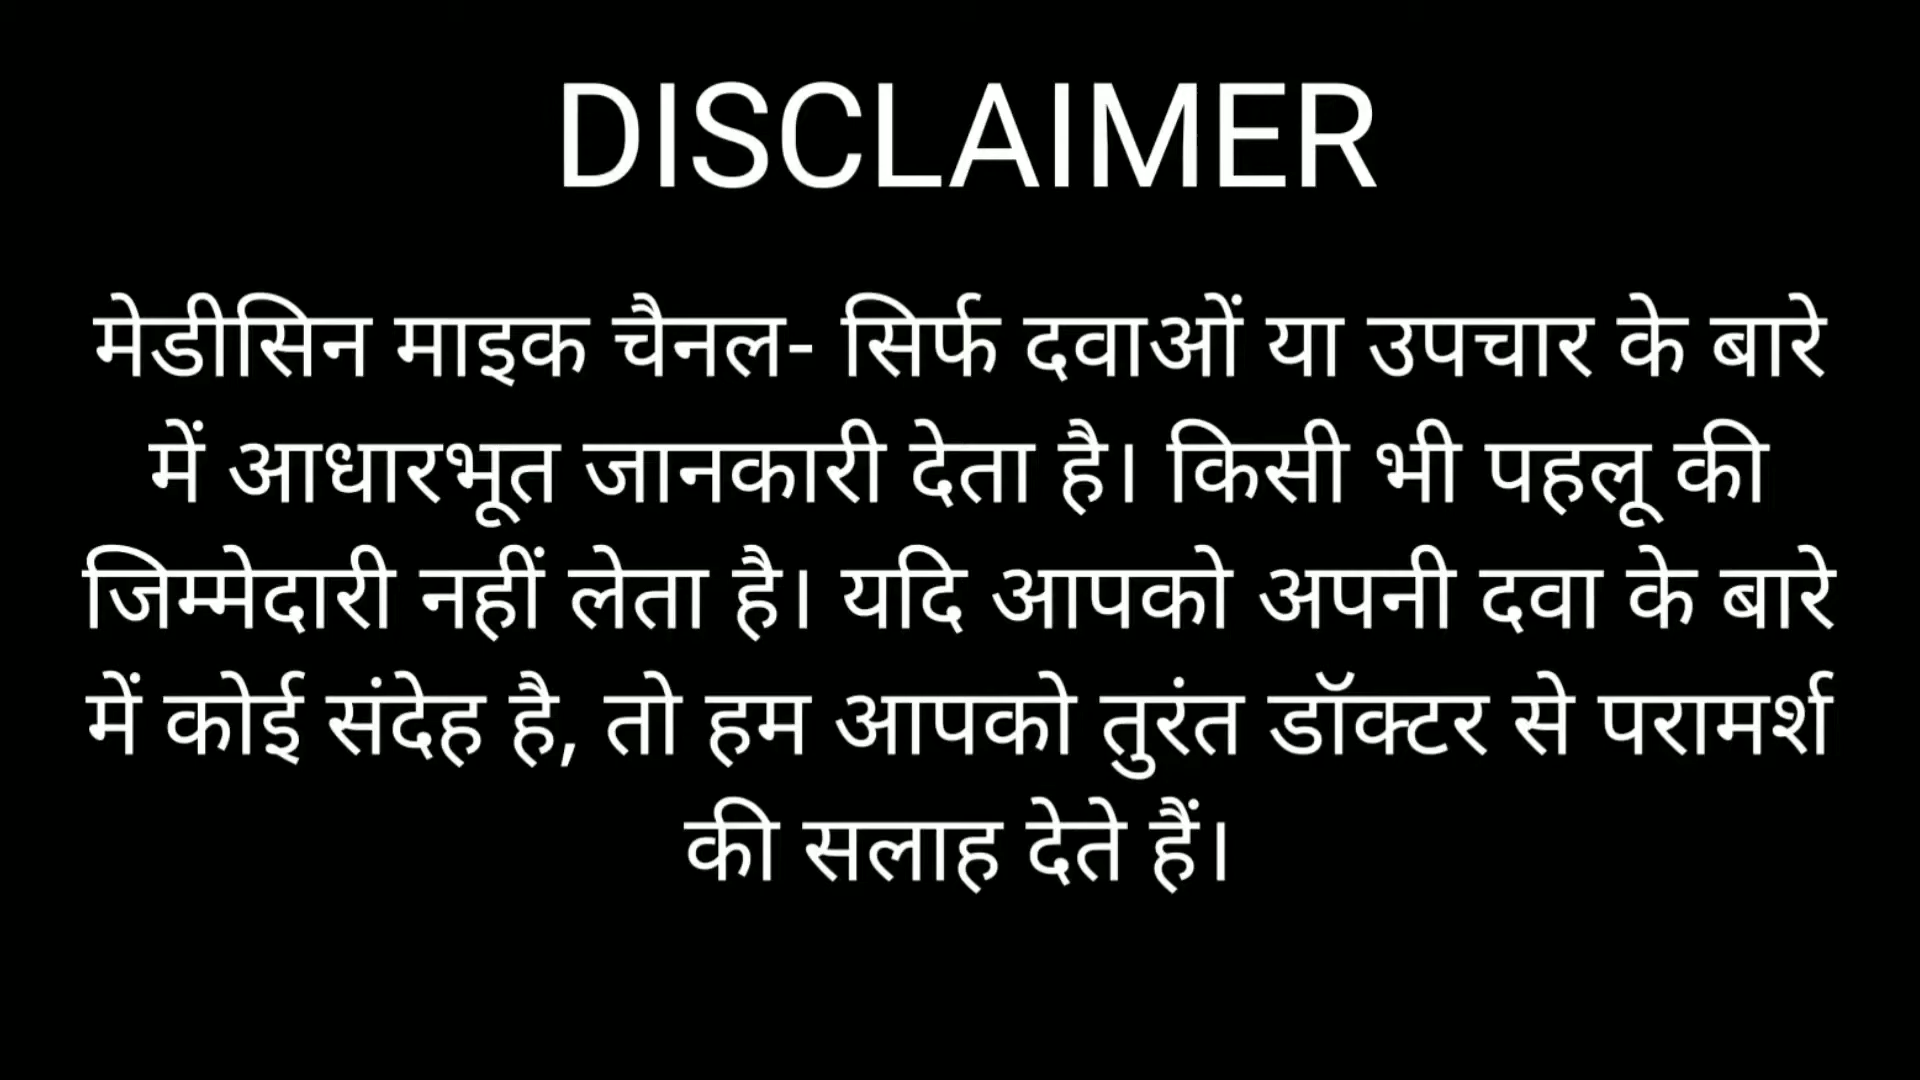 DISCLAIMER
मेडीसिन माइक चैनल- सिर्फ दवाओं या उपचार के बारे
में आधारभूत जानकारी देता है। किसी भी पहलू की
जिम्मेदारी नहीं लेता है। यदि आपको अपनी दवा के बारे
में कोई संदेह है, तो हम आपको तुरंत डॉक्टर से परामर्श
की सलाह देते हैं।